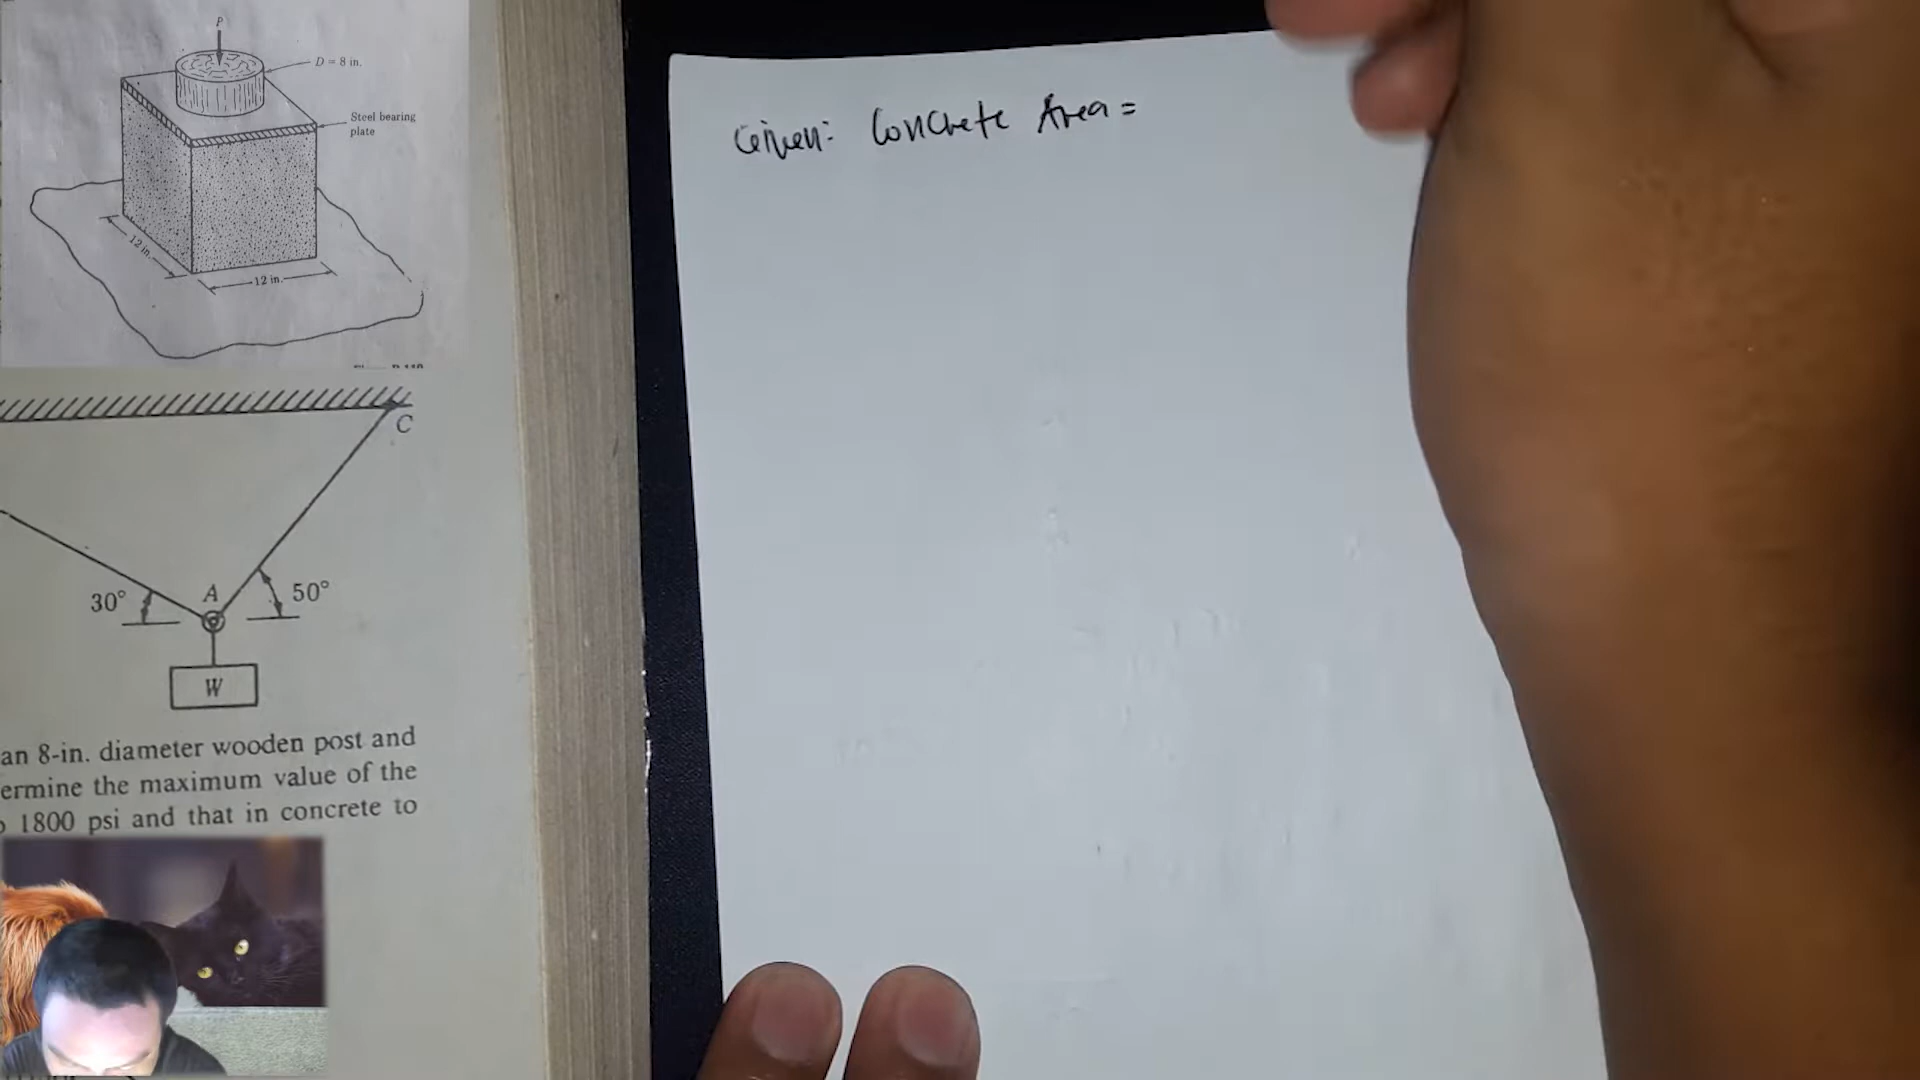 P
D = 8 in.
Steel bearing
plate
12 in.
12 in.
C
30°
A
50°
W
an 8-in. diameter wooden post and
ermine the maximum value of the
1800 psi and that in concrete to
Given: Concrete Area =